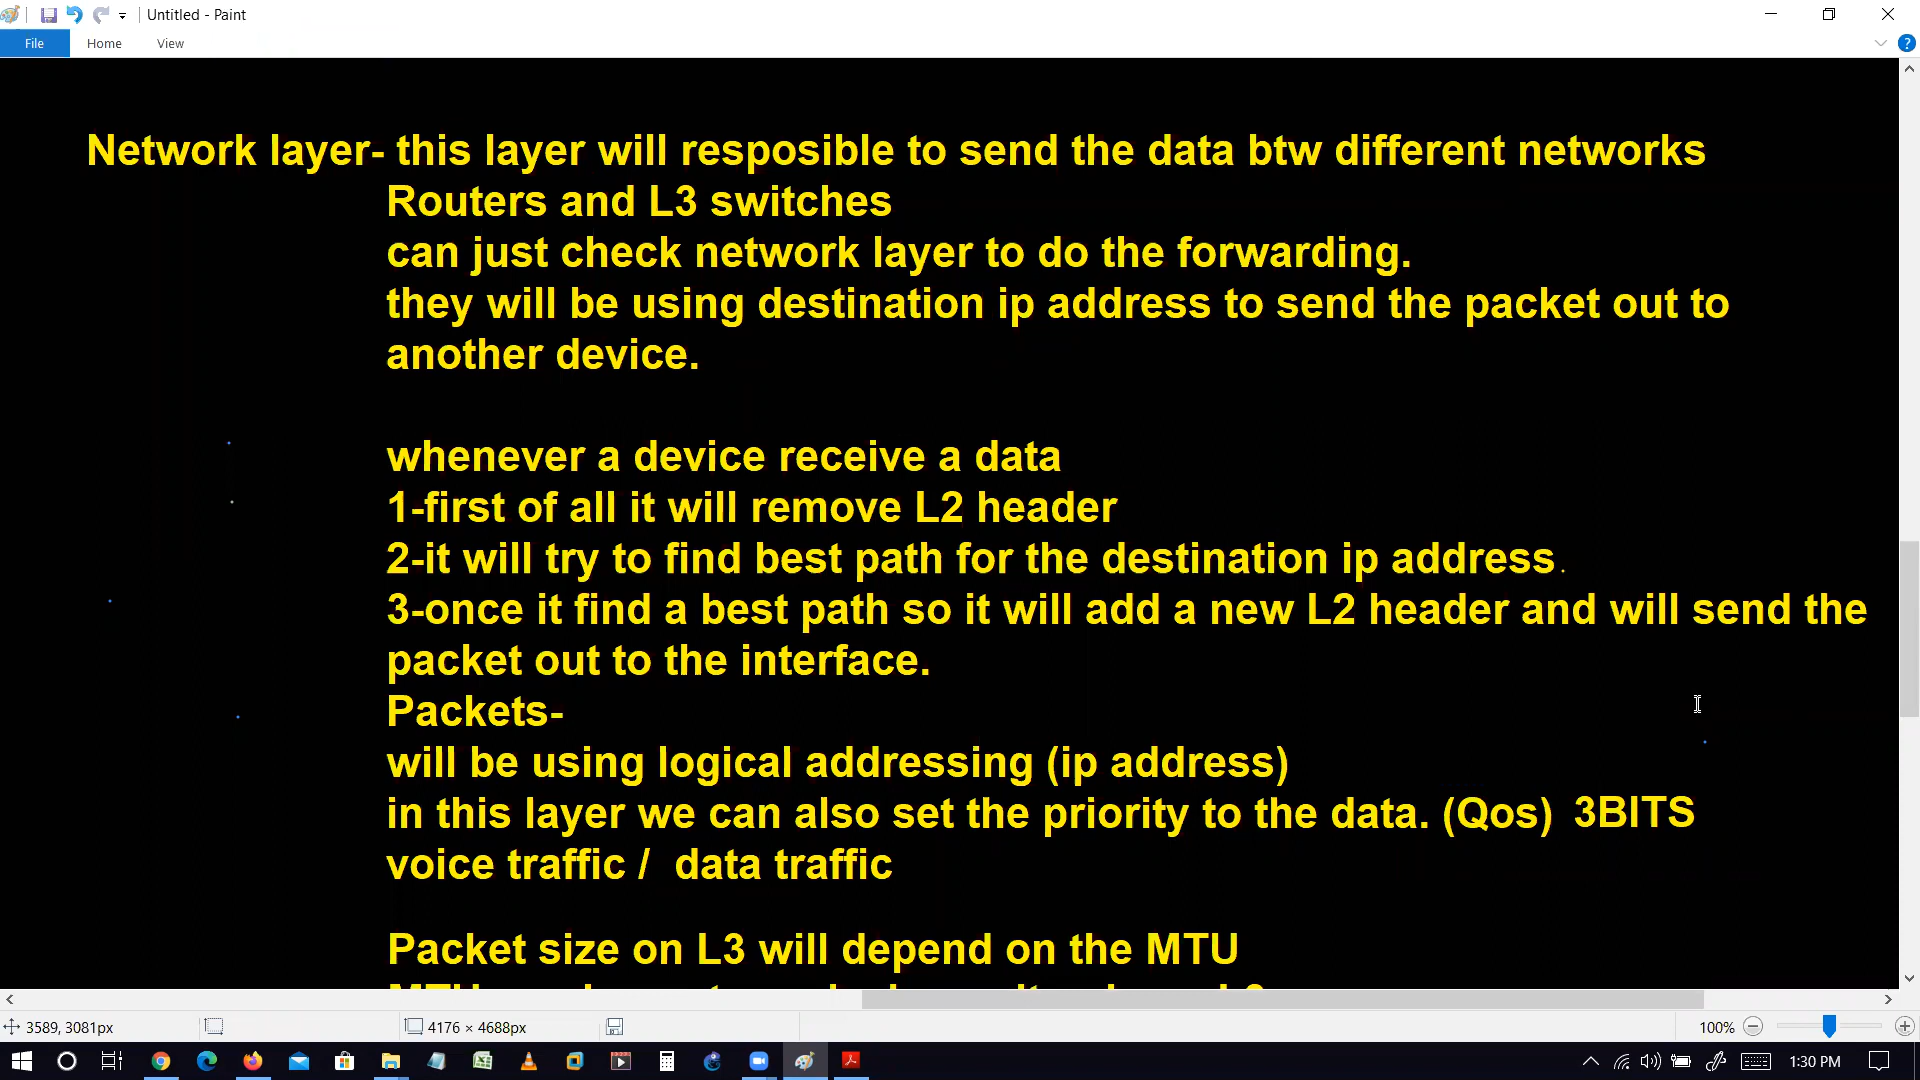 Untitled - Paint
File Home View
Network layer- this layer will resposible to send the data btw different networks
Routers and L3 switches
can just check network layer to do the forwarding.
they will be using destination ip address to send the packet out to
another device.
whenever a device receive a data
1-first of all it will remove L2 header
2-it will try to find best path for the destination ip address.
3-once it find a best path so it will add a new L2 header and will send the
packet out to the interface.
Packets-
will be using logical addressing (ip address)
in this layer we can also set the priority to the data. (Qos) 3BITS
voice traffic / data traffic
Packet size on L3 will depend on the MTU
3589, 3081px 4176 × 4688px 100%
1:30 PM